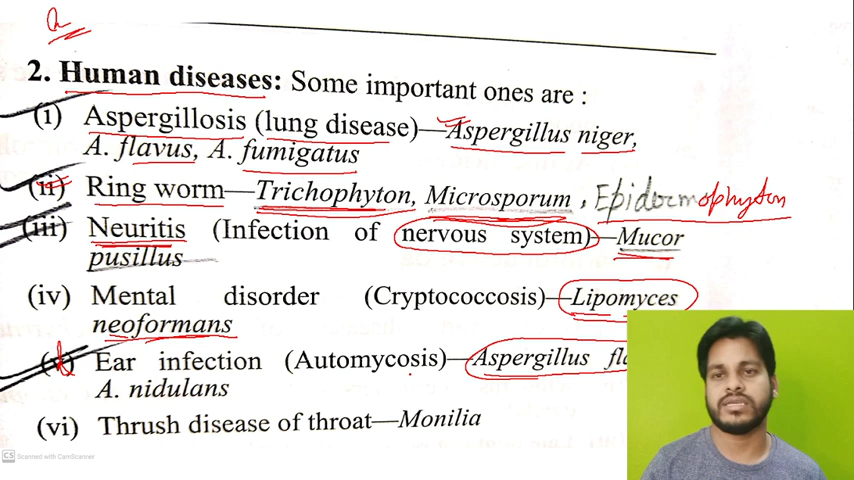 2. Human diseases: Some important ones are :
(i) Aspergillosis (lung disease)—Aspergillus niger,
A. flavus, A. fumigatus
(ii) Ring worm—Trichophyton, Microsporum , Epidermophyton
(iii) Neuritis (Infection of nervous system)—Mucor
pusillus
(iv) Mental disorder (Cryptococcosis)—Lipomyces
neoformans
(v) Ear infection (Automycosis)—Aspergillus
A. nidulans
(vi) Thrush disease of throat—Monilia
CS Scanned with CamScanner